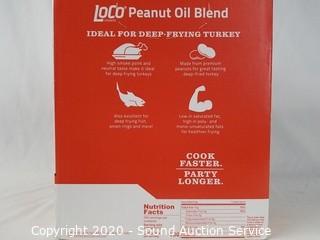 LOCO Peanut Oil Blend
IDEAL FOR DEEP-FRYING TURKEY
High smoke point and
neutral taste make it ideal
for deep-frying turkeys
Made from premium
peanuts for great tasting
deep-fried turkey
Also excellent for
deep frying fish,
onion rings and more!
Low in saturated fat,
high in poly- and
mono-unsaturated fats
for healthier frying
COOK
FASTER.
PARTY
LONGER.
Nutrition
Facts
Copyright 2020 - Sound Auction Service